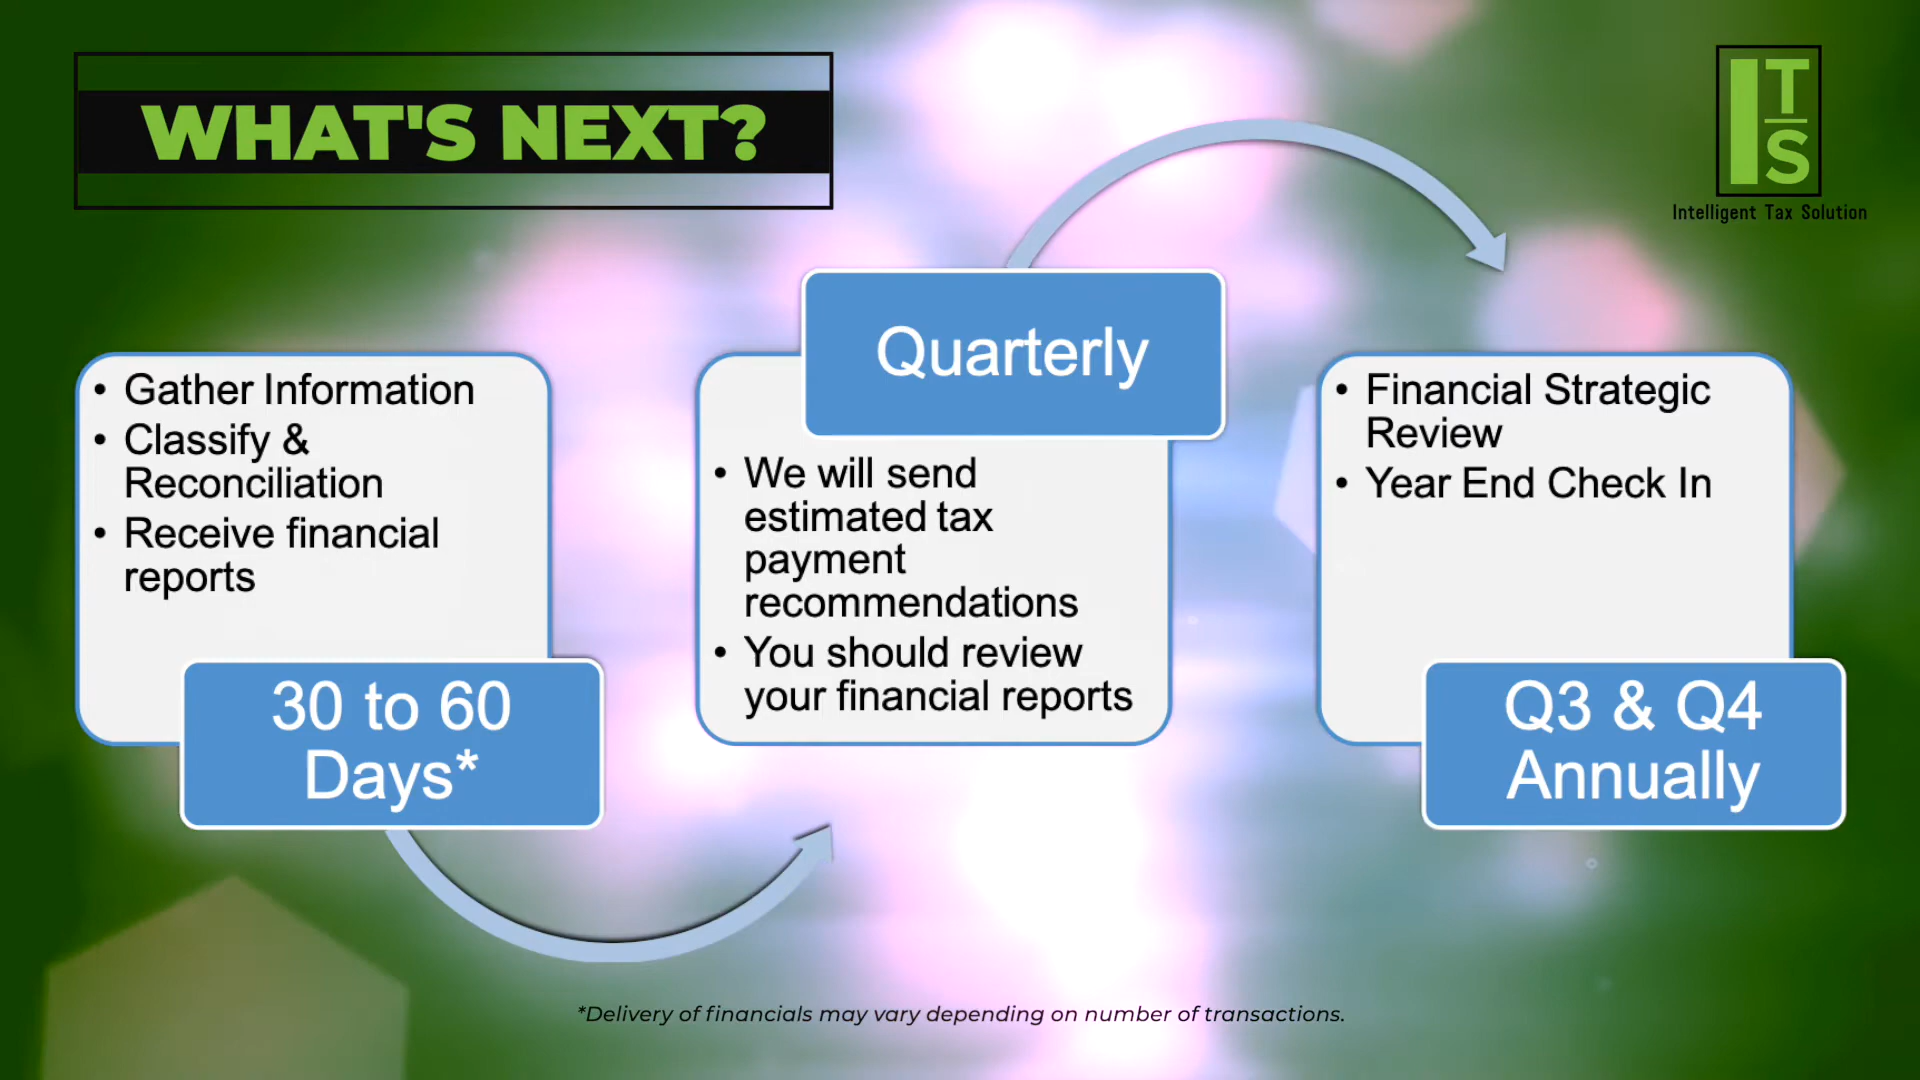 WHAT'S NEXT?
ITS
Intelligent Tax Solution
• Gather Information
• Classify &
Reconciliation
• Receive financial
reports
30 to 60
Days*
Quarterly
• We will send
estimated tax
payment
recommendations
• You should review
your financial reports
• Financial Strategic
Review
• Year End Check In
Q3 & Q4
Annually
*Delivery of financials may vary depending on number of transactions.